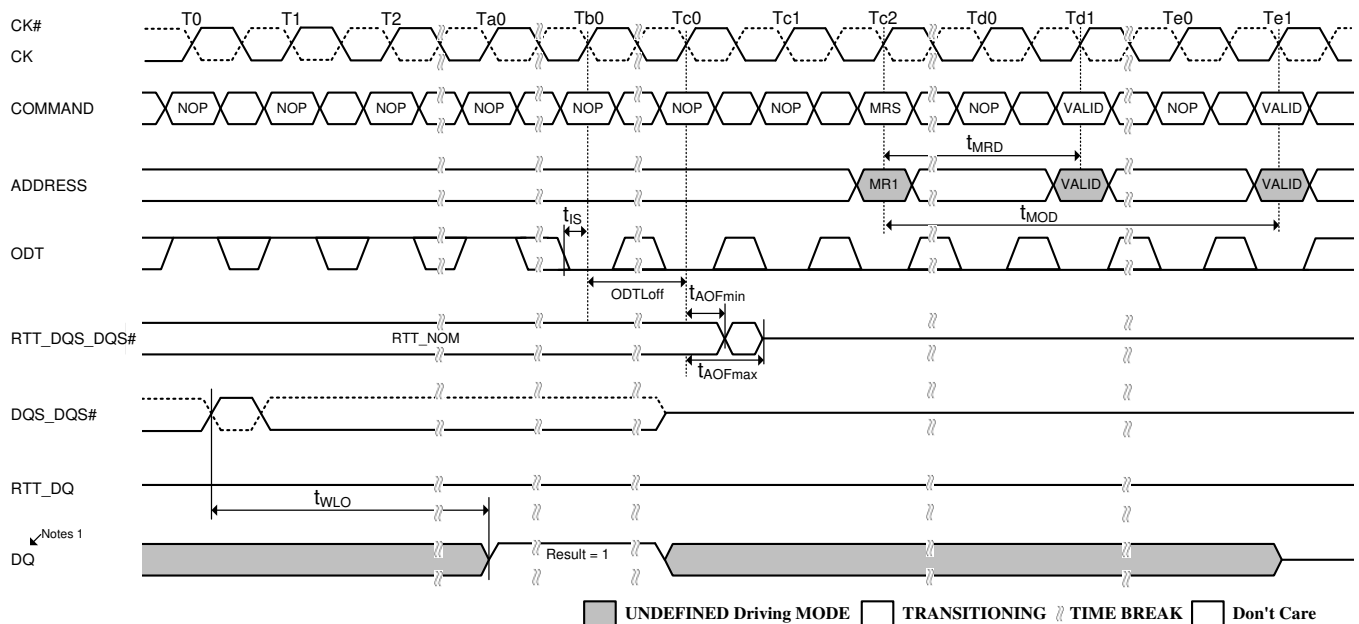 T0 T1 T2 Ta0 Tb0 Tc0 Tc1 Tc2 Td0 Td1 Te0 Te1
CK#
CK
COMMAND NOP NOP NOP NOP NOP NOP NOP MRS NOP VALID NOP VALID
tMRD
ADDRESS MR1 VALID VALID
tIS tMOD
ODT
ODTLoff tAOFmin
RTT_DQS_DQS# RTT_NOM
tAOFmax
DQS_DQS#
RTT_DQ
tWLO
Notes 1
DQ Result = 1
UNDEFINED Driving MODE TRANSITIONING TIME BREAK Don't Care